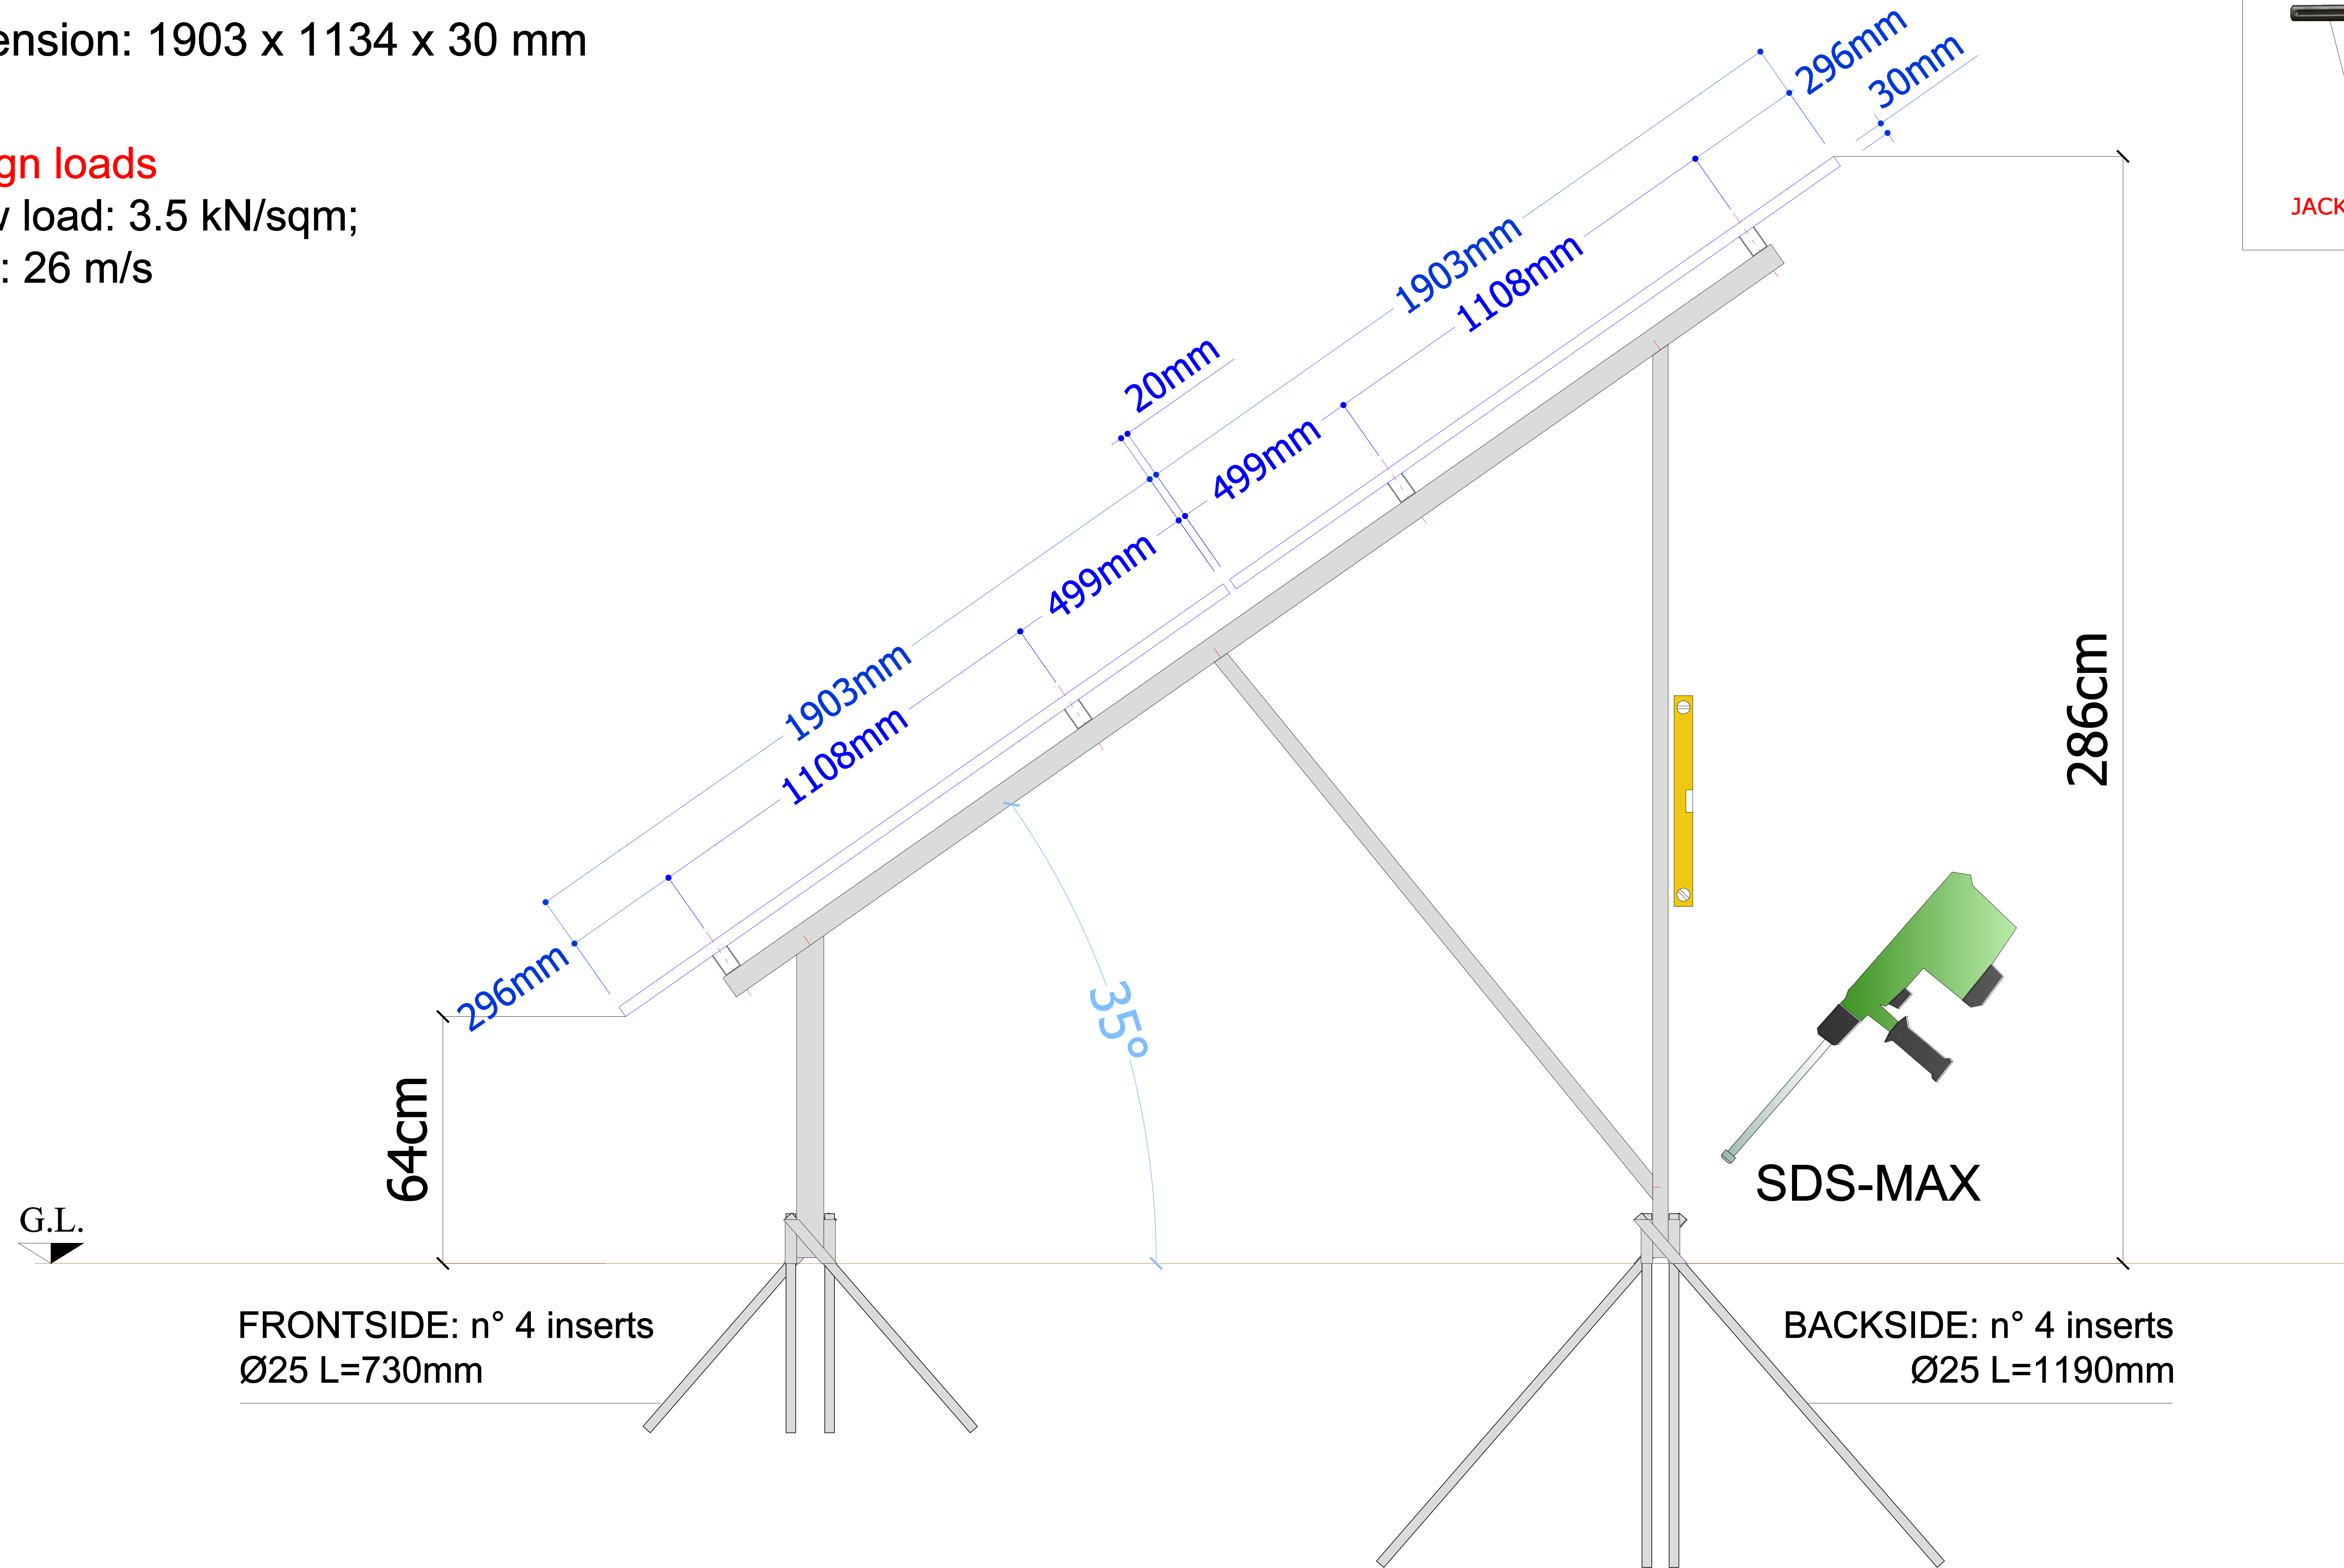 ension: 1903 x 1134 x 30 mm
gn loads
v load: 3.5 kN/sqm;
: 26 m/s
296mm
30mm
JACK
1903mm
1108mm
20mm
499mm
499mm
1903mm
1108mm
296mm
286cm
35°
64cm
SDS-MAX
G.L.
FRONTSIDE: n° 4 inserts
Ø25 L=730mm
BACKSIDE: n° 4 inserts
Ø25 L=1190mm